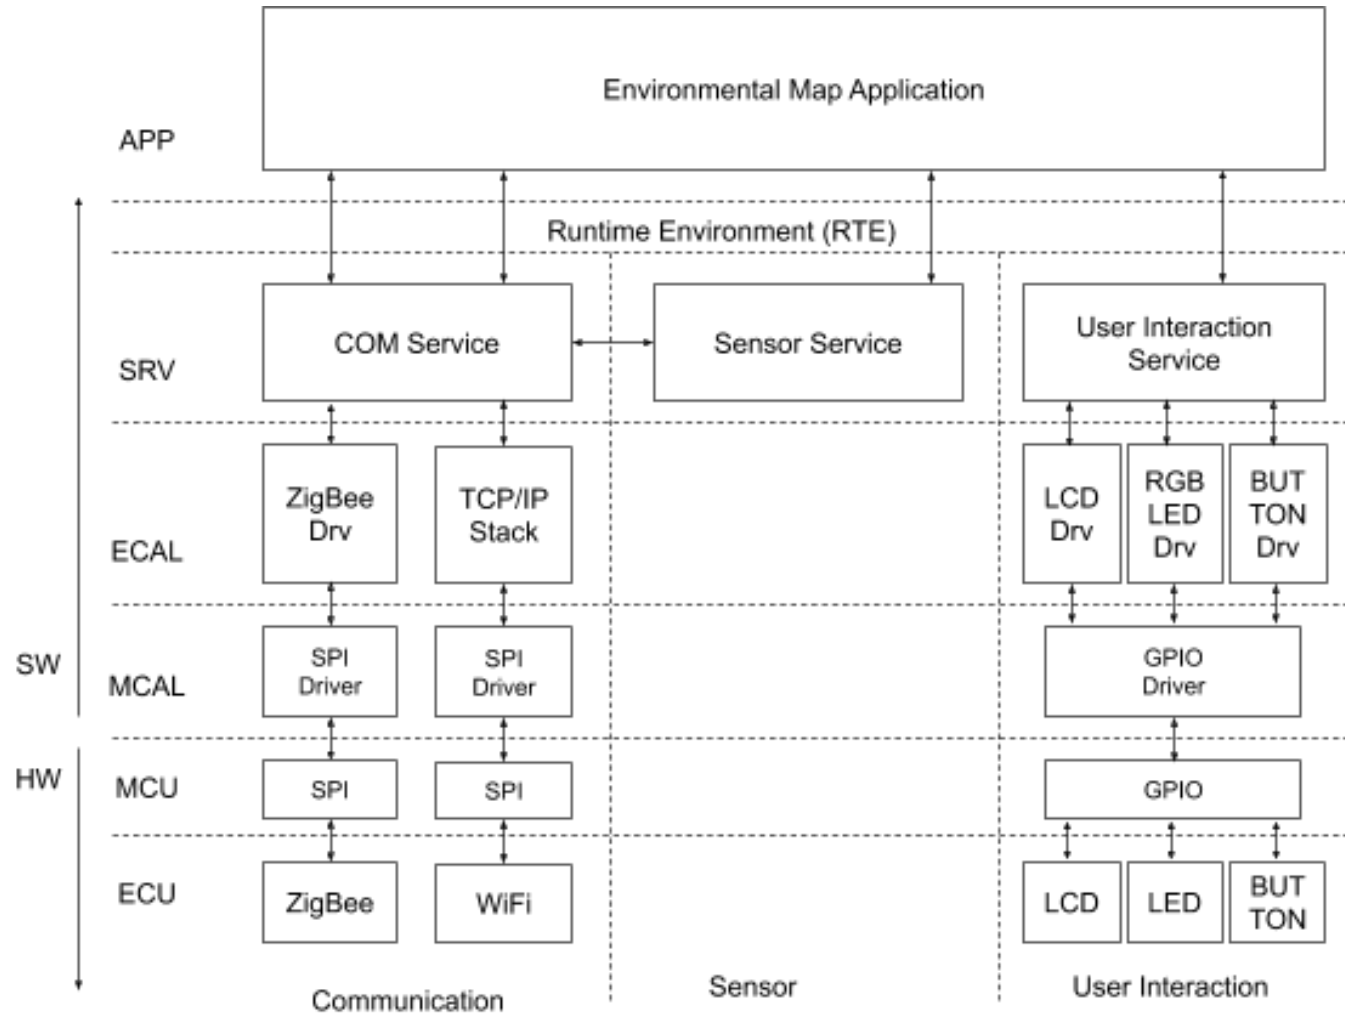 Environmental Map Application
APP
Runtime Environment (RTE)
COM Service
Sensor Service
User Interaction
Service
SRV
ZigBee
Drv
TCP/IP
Stack
LCD
Drv
RGB
LED
Drv
BUT
TON
Drv
ECAL
SW
MCAL
SPI
Driver
SPI
Driver
GPIO
Driver
HW
MCU
SPI
SPI
GPIO
ECU
ZigBee
WiFi
LCD
LED
BUT
TON
Communication
Sensor
User Interaction